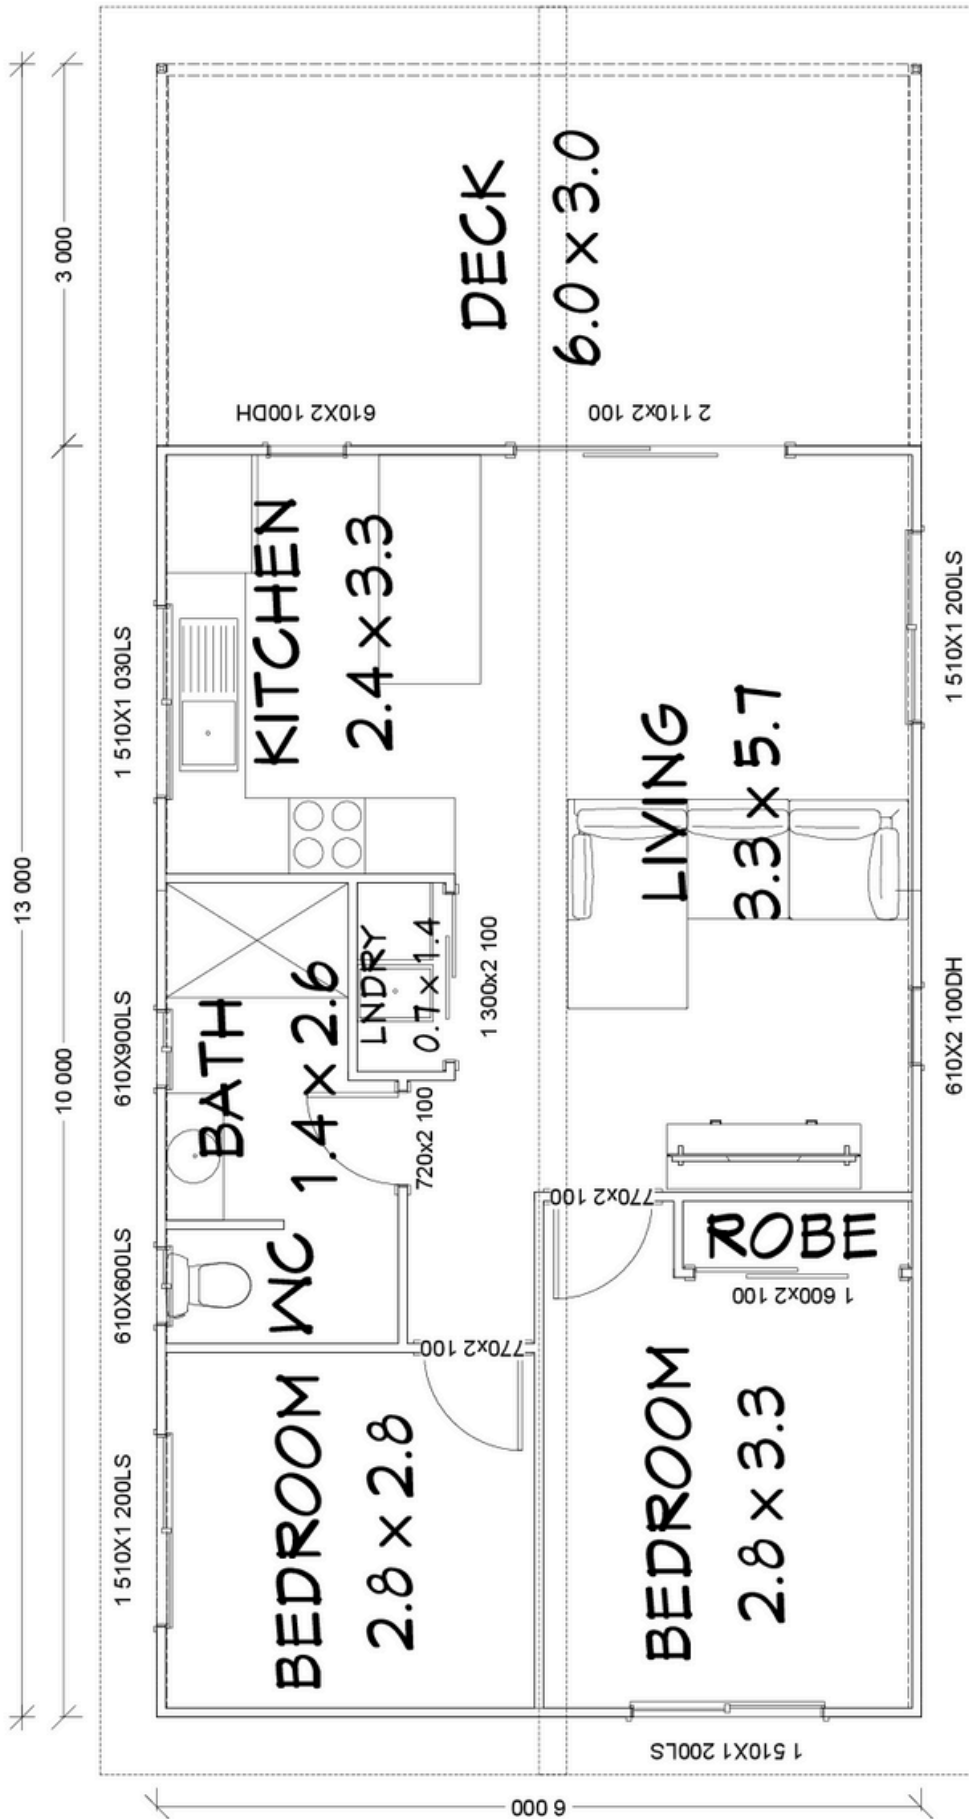 13 000
10 000
3 000
6 000
1 510X1 200LS
610X600LS
610X900LS
1 510X1 030LS
BEDROOM
2.8 x 2.8
WC
BATH
1.4 x 2.6
LNDRY
0.7 x 1.4
KITCHEN
2.4 x 3.3
610X2 100DH
DECK
6.0 x 3.0
2 110x2 100
720x2 100
1 300x2 100
770x2 100
770x2 100
BEDROOM
2.8 x 3.3
ROBE
1 600x2 100
LIVING
3.3 x 5.7
1 510X1 200LS
610X2 100DH
1 510X1 200LS